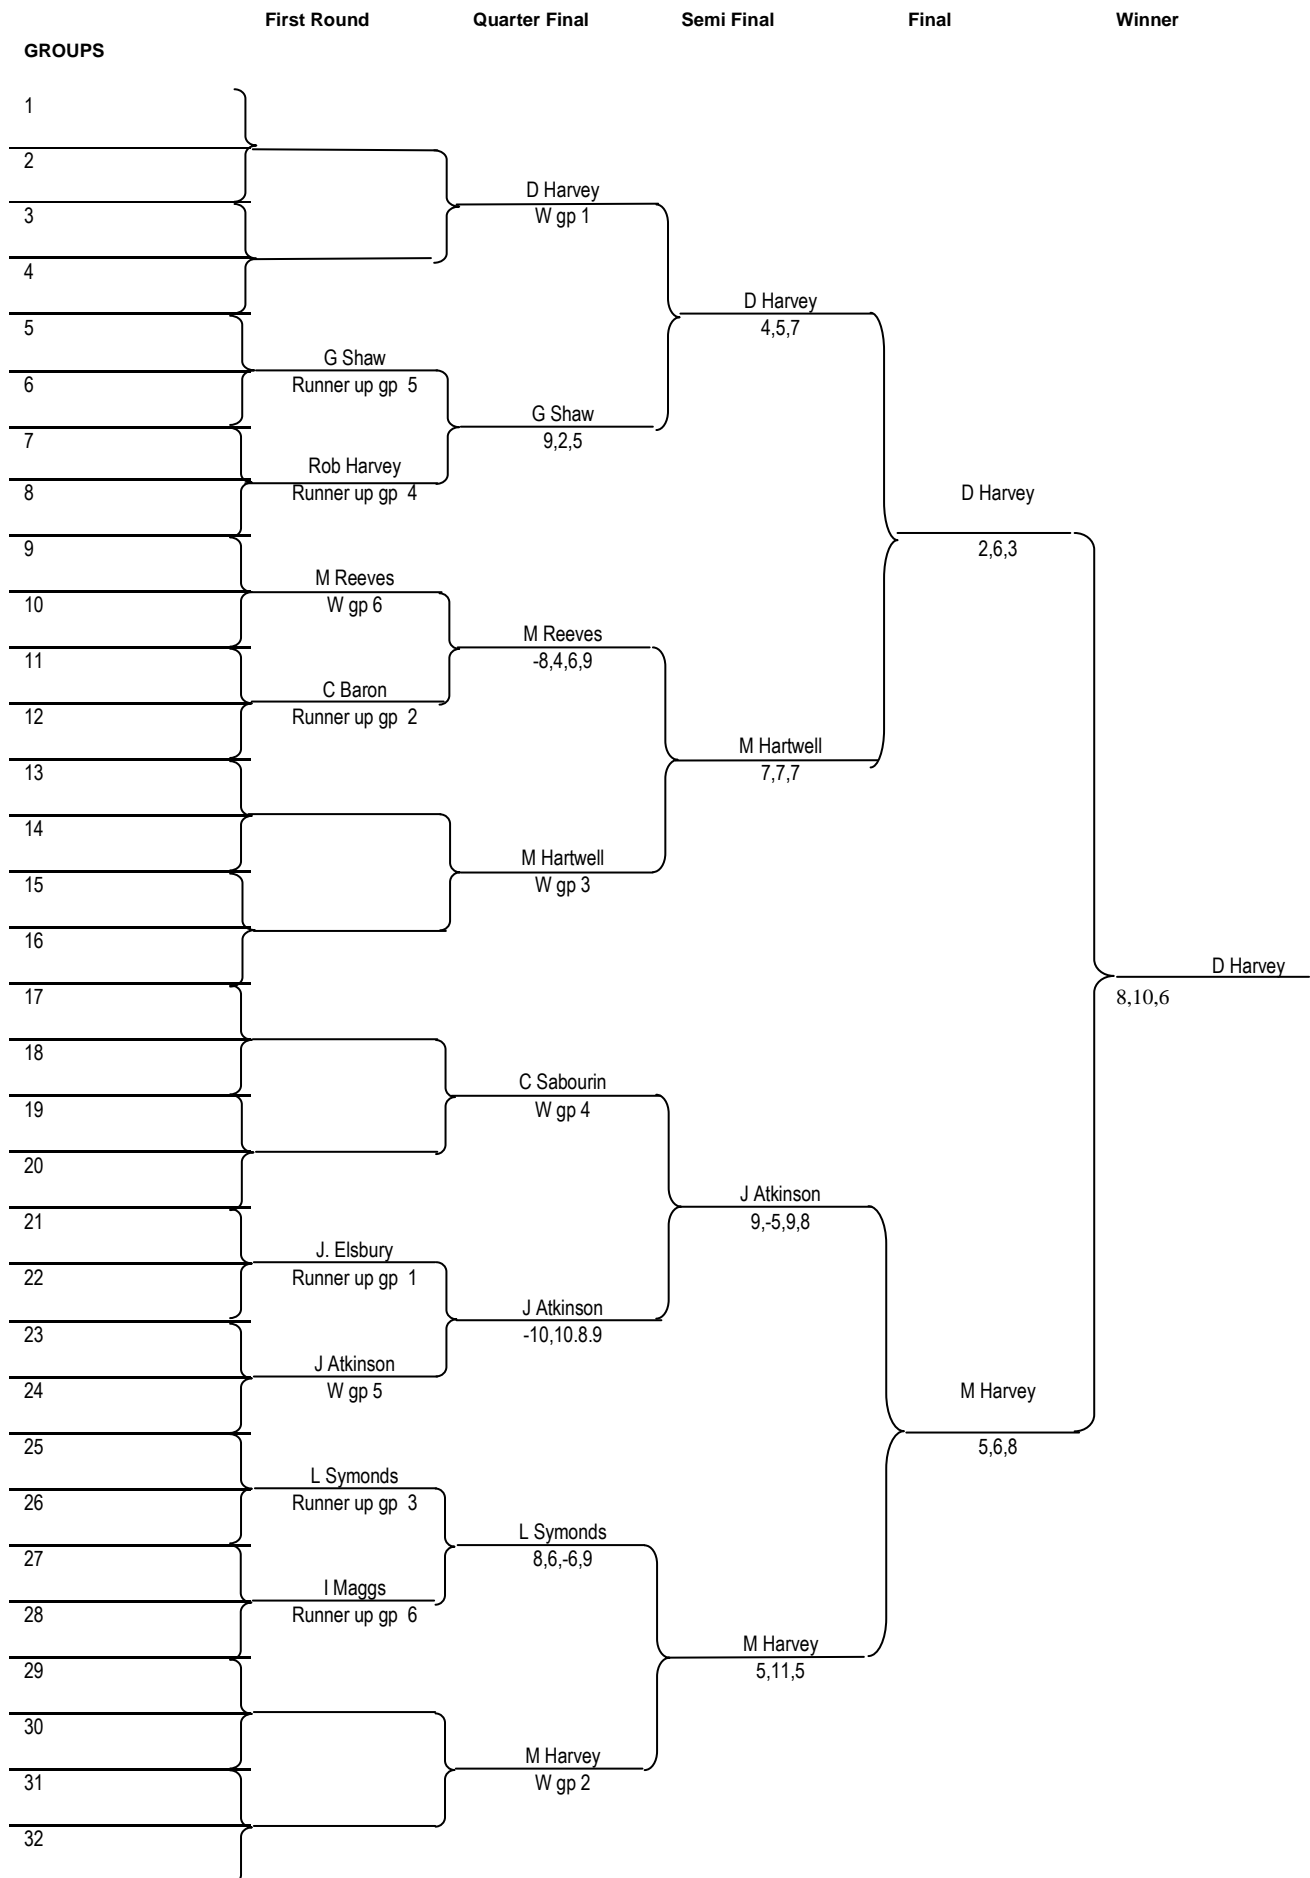 First Round Quarter Final Semi Final Final Winner
GROUPS
1
2
D Harvey
W gp 1
3
4
D Harvey
4,5,7
5
G Shaw
6
Runner up gp 5
G Shaw
7
9,2,5
Rob Harvey
8
Runner up gp 4
D Harvey
9
2,6,3
M Reeves
10
W gp 6
M Reeves
11
-8,4,6,9
C Baron
12
Runner up gp 2
M Hartwell
13
7,7,7
14
M Hartwell
15
W gp 3
16
D Harvey
17
8,10,6
18
C Sabourin
19
W gp 4
20
J Atkinson
21
9,-5,9,8
J. Elsbury
22
Runner up gp 1
J Atkinson
23
-10,10.8.9
J Atkinson
24
W gp 5
M Harvey
25
5,6,8
L Symonds
26
Runner up gp 3
L Symonds
27
8,6,-6,9
I Maggs
28
Runner up gp 6
M Harvey
29
5,11,5
30
M Harvey
31
W gp 2
32